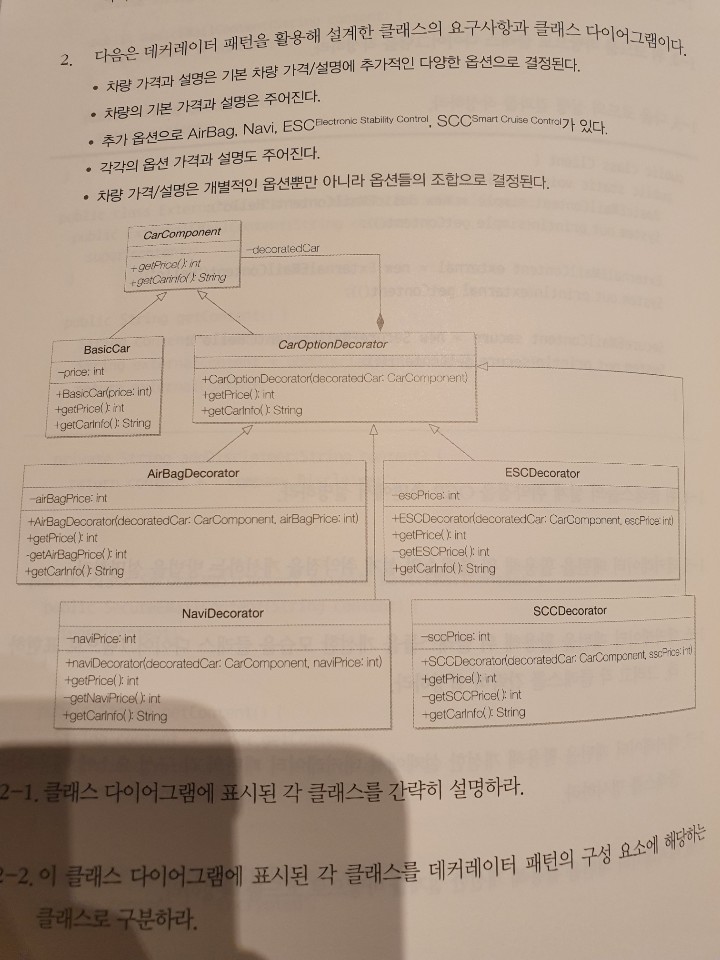 2. 다음은 데커레이터 패턴을 활용해 설계한 클래스의 요구사항과 클래스 다이어그램이다.
• 차량 가격과 설명은 기본 차량 가격/설명에 추가적인 다양한 옵션으로 결정된다.
• 차량의 기본 가격과 설명은 주어진다.
• 추가 옵션으로 AirBag, Navi, ESC Electronic Stability Control, SCC Smart Cruise Control가 있다.
• 각각의 옵션 가격과 설명도 주어진다.
• 차량 가격/설명은 개별적인 옵션뿐만 아니라 옵션들의 조합으로 결정된다.
CarComponent
+getPrice( ): int
+getCarinfo( ): String
-decoratedCar
BasicCar
-price: int
+BasicCar(price: int)
+getPrice( ): int
+getCarInfo( ): String
CarOptionDecorator
+CarOptionDecorator(decoratedCar: CarComponent)
+getPrice( ): int
+getCarInfo( ): String
AirBagDecorator
-airBagPrice: int
+AirBagDecorator(decoratedCar: CarComponent, airBagPrice: int)
+getPrice( ): int
-getAirBagPrice( ): int
+getCarInfo( ): String
ESCDecorator
-escPrice: int
+ESCDecorator(decoratedCar: CarComponent, escPrice: int)
+getPrice( ): int
-getESCPrice( ): int
+getCarInfo( ): String
NaviDecorator
-naviPrice: int
+naviDecorator(decoratedCar: CarComponent, naviPrice: int)
+getPrice( ): int
-getNaviPrice( ): int
+getCarInfo( ): String
SCCDecorator
-sccPrice: int
+SCCDecorator(decoratedCar: CarComponent, sscPrice: int)
+getPrice( ): int
-getSCCPrice( ): int
+getCarInfo( ): String
2-1. 클래스 다이어그램에 표시된 각 클래스를 간략히 설명하라.
2-2. 이 클래스 다이어그램에 표시된 각 클래스를 데커레이터 패턴의 구성 요소에 해당하는
클래스로 구분하라.